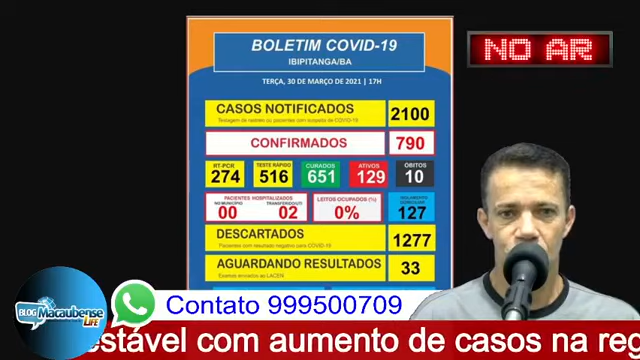 BOLETIM COVID-19
IBIPITANGA/BA
TERÇA, 30 DE MARÇO DE 2021 | 17H
NO AR
CASOS NOTIFICADOS
2100
CONFIRMADOS
790
RT-PCR
274
TESTE RÁPIDO
516
CURADOS
651
ATIVOS
129
ÓBITOS
10
PACIENTES HOSPITALIZADOS
NO MUNICÍPIO
00
02
LEITOS OCUPADOS (%)
0%
127
DESCARTADOS
Pacientes com resultado negativo para COVID-19
1277
AGUARDANDO RESULTADOS
Exames enviados ao LACEN
33
BLOG
Macaubense
LIFE
Contato 999500709
estável com aumento de casos na reg